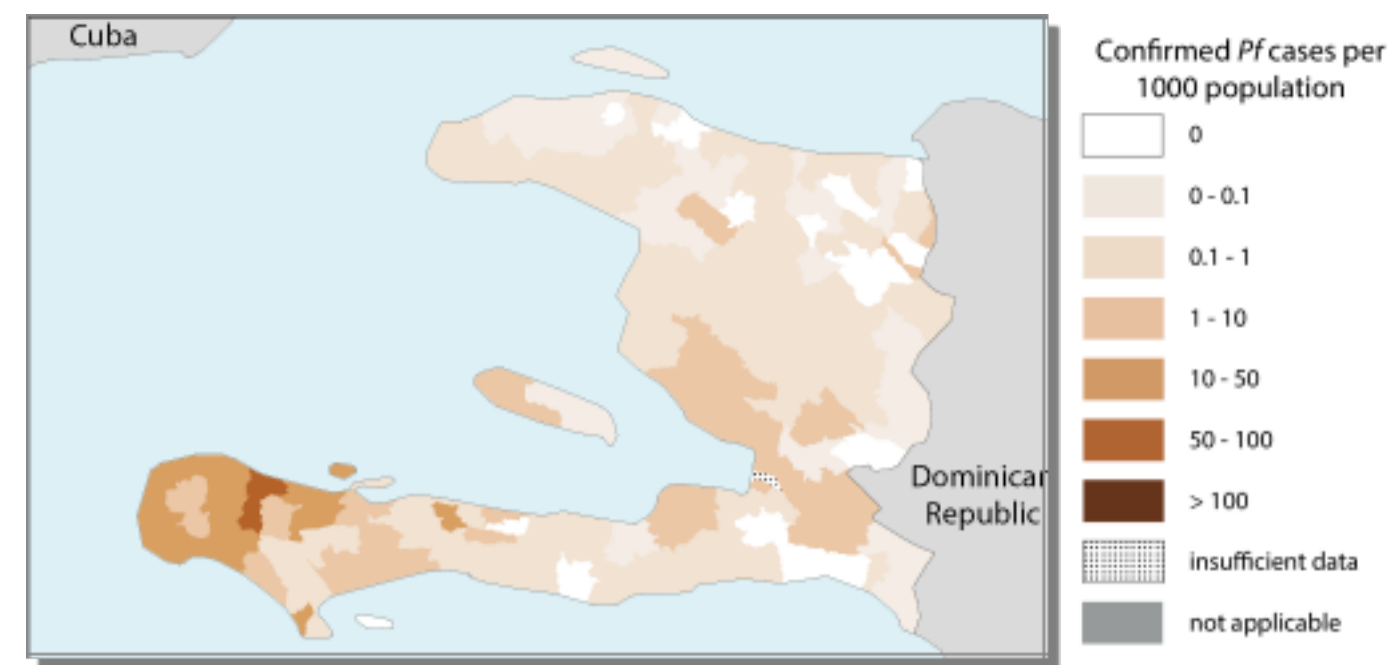 Cuba
Dominican
Republic
Confirmed Pf cases per
1000 population
0
0 - 0.1
0.1 - 1
1 - 10
10 - 50
50 - 100
> 100
insufficient data
not applicable